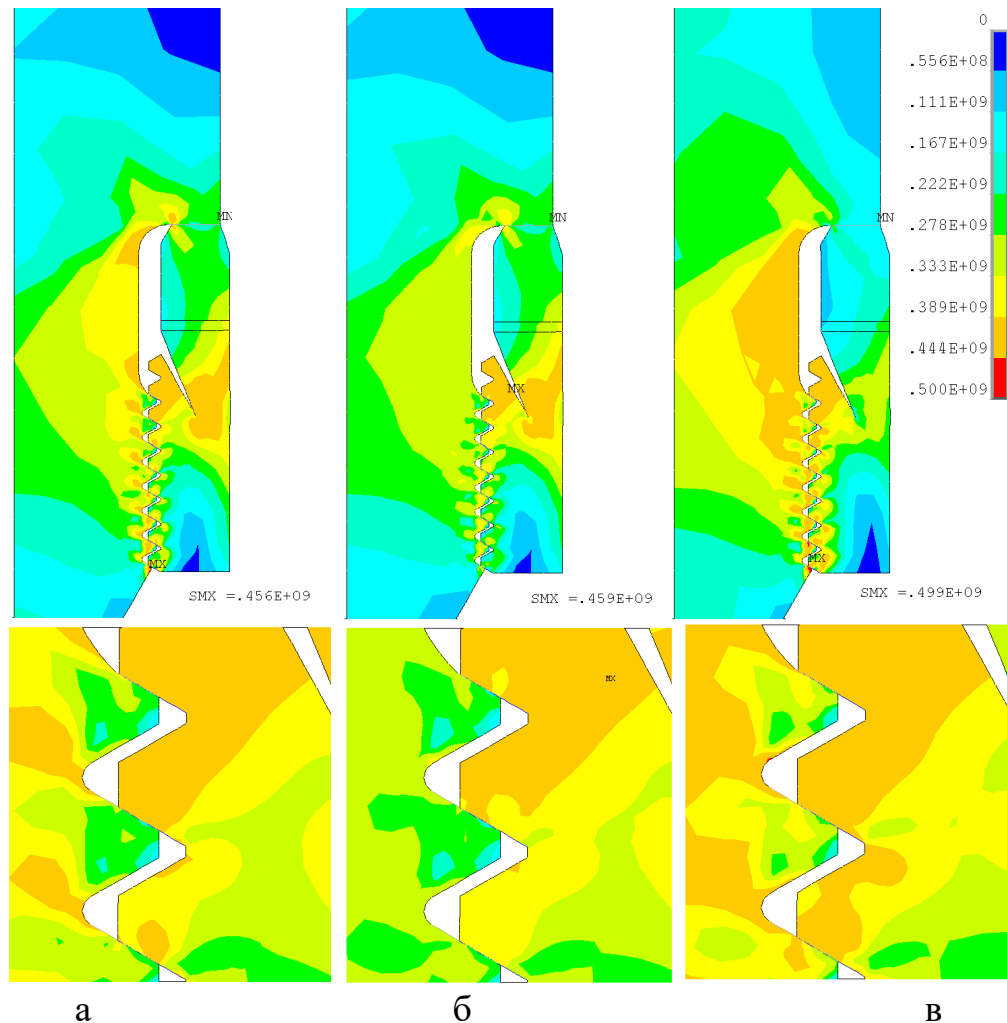 0
.556E+08
.111E+09
.167E+09
.222E+09
.278E+09
.333E+09
.389E+09
.444E+09
.500E+09
MN
MN
MN
MX
MX
MX
SMX =.456E+09
SMX =.459E+09
SMX =.499E+09
MX
а
б
в